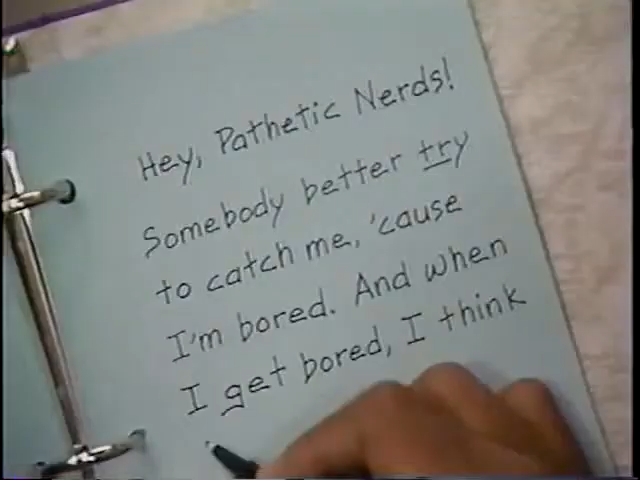 Hey, Pathetic Nerds!
Somebody better try
to catch me, 'cause
I'm bored. And when
I get bored, I think